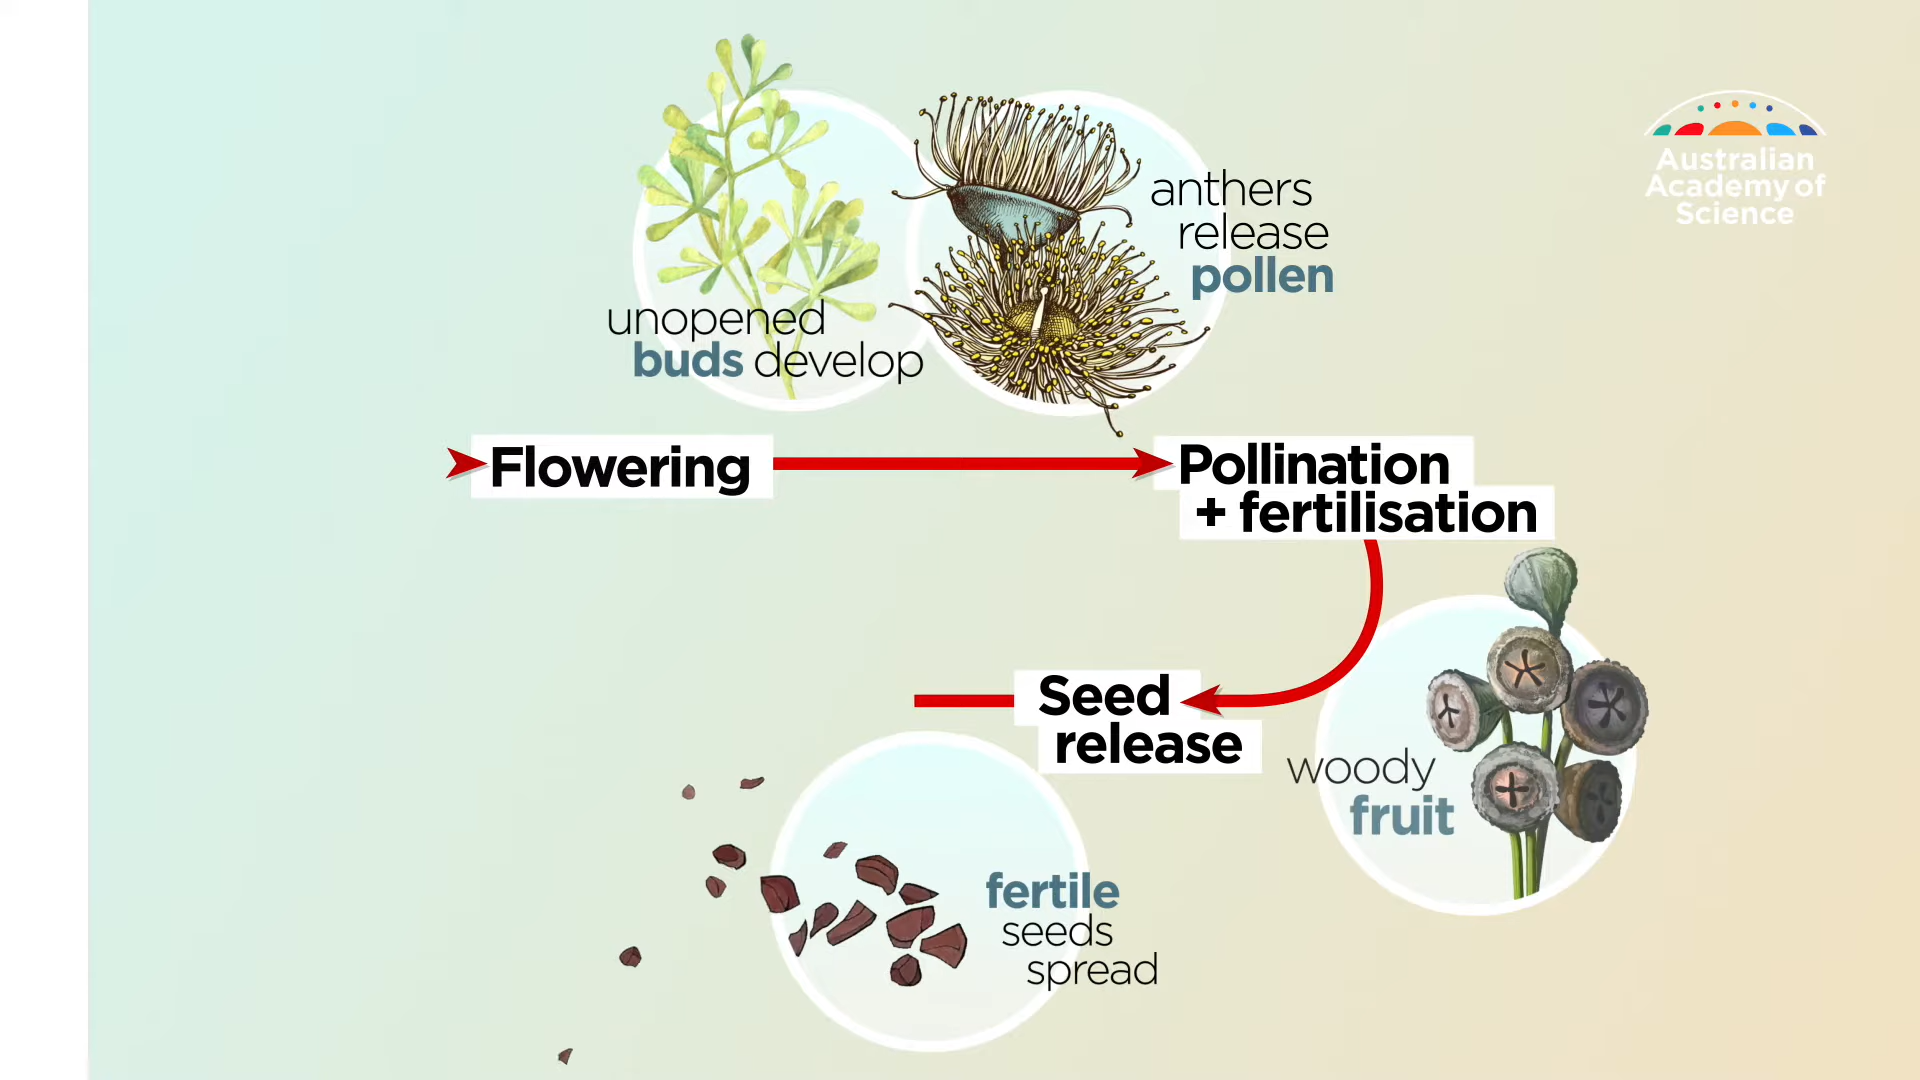 Australian
Academy of
Science
unopened
buds develop
anthers
release
pollen
Flowering
Pollination
+ fertilisation
woody
fruit
Seed
release
fertile
seeds
spread